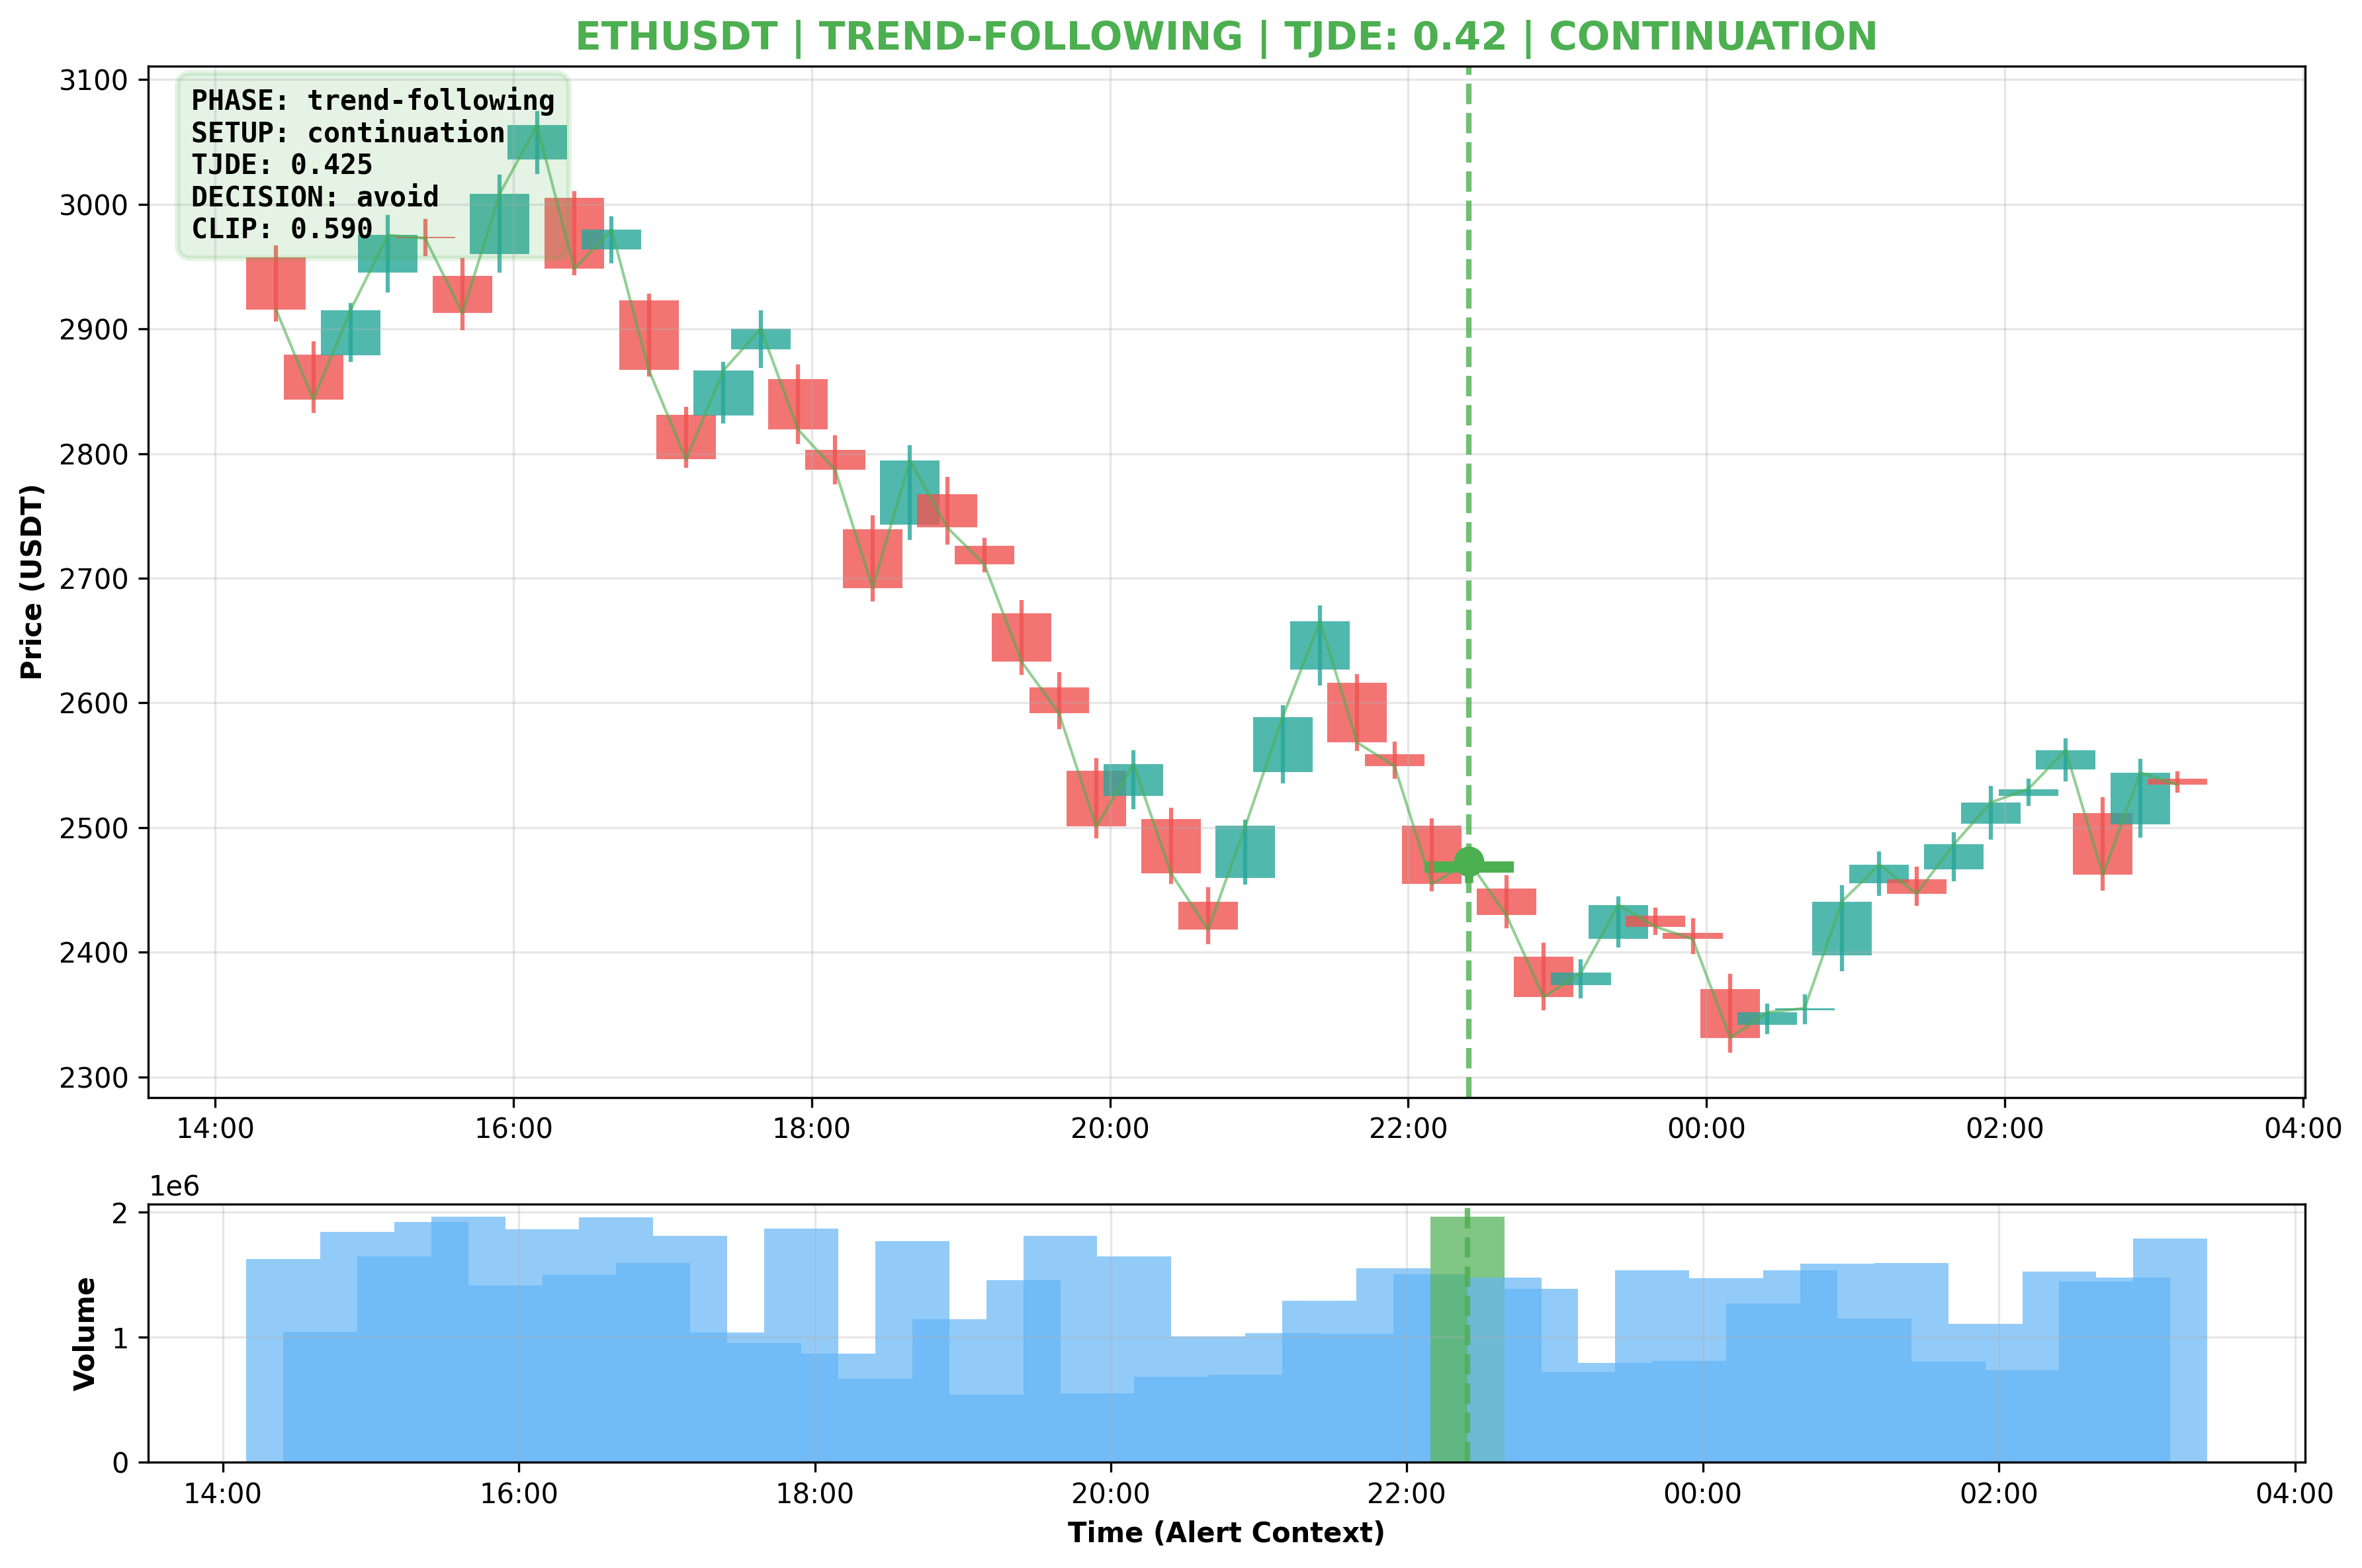 ETHUSDT | TREND-FOLLOWING | TJDE: 0.42 | CONTINUATION
PHASE: trend-following
SETUP: continuation
TJDE: 0.425
DECISION: avoid
CLIP: 0.590
Price (USDT)
3100
3000
2900
2800
2700
2600
2500
2400
2300
14:00 16:00 18:00 20:00 22:00 00:00 02:00 04:00
1e6
Volume
2
1
0
14:00 16:00 18:00 20:00 22:00 00:00 02:00 04:00
Time (Alert Context)